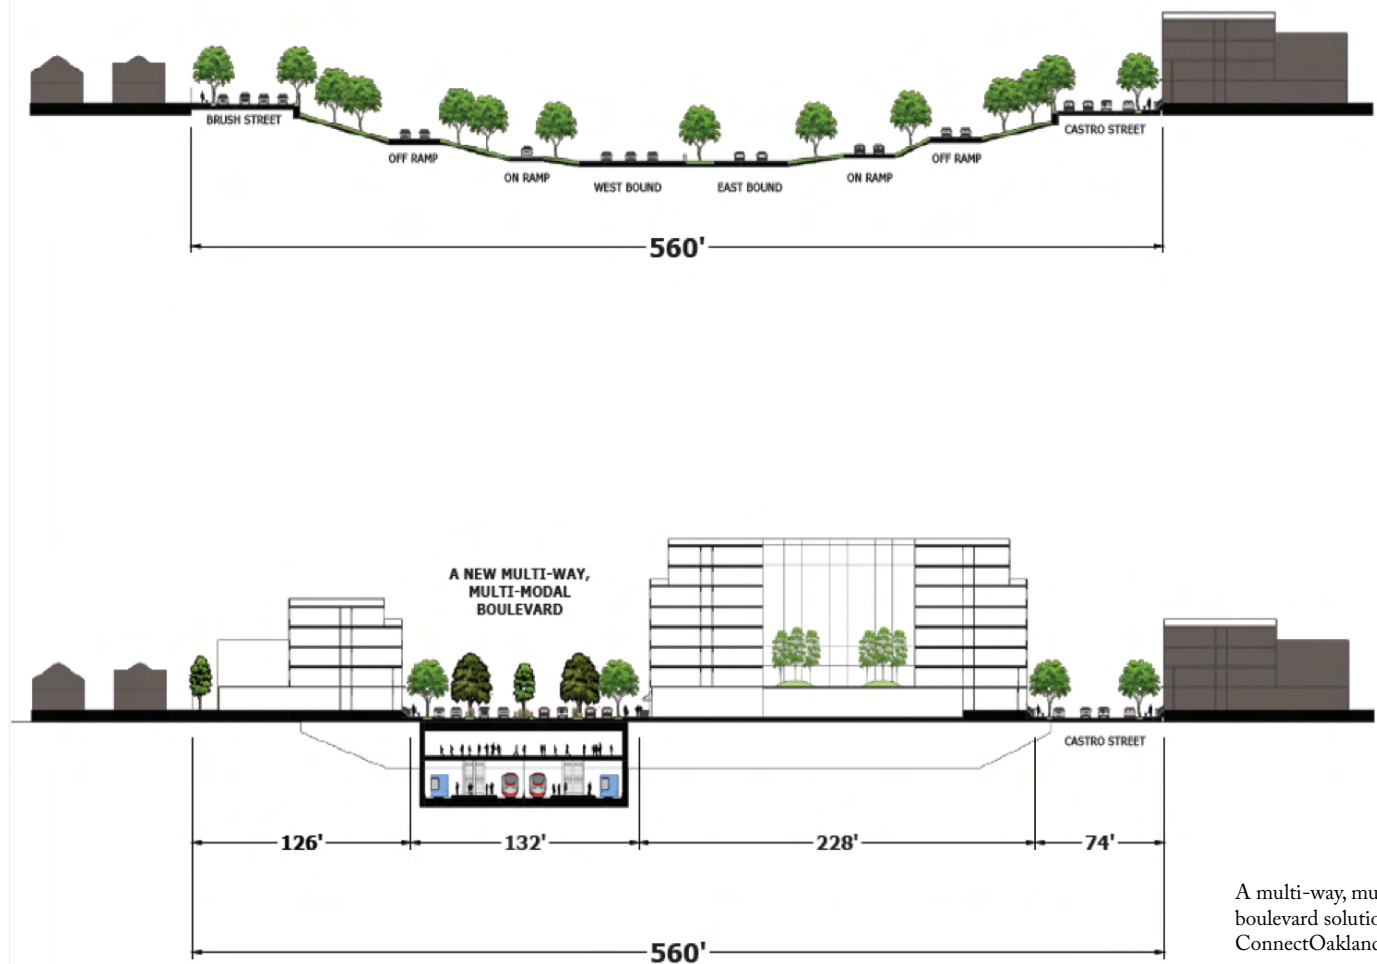 BRUSH STREET
OFF RAMP
ON RAMP
WEST BOUND
EAST BOUND
ON RAMP
OFF RAMP
CASTRO STREET
560'
A NEW MULTI-WAY,
MULTI-MODAL
BOULEVARD
CASTRO STREET
126'
132'
228'
74'
A multi-way,
boulevard
560'